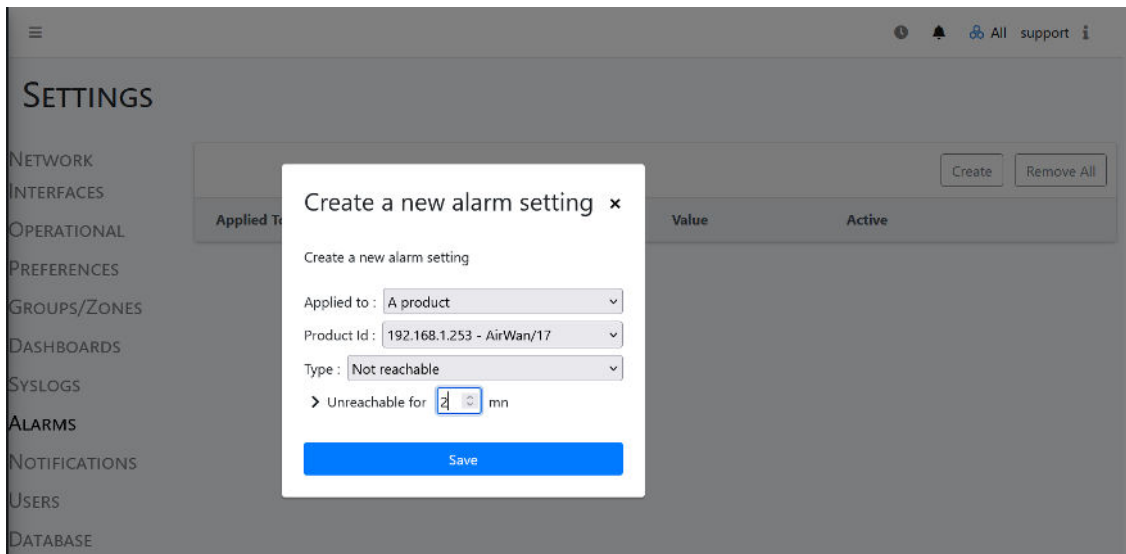 All support
SETTINGS
NETWORK
INTERFACES
OPERATIONAL
PREFERENCES
GROUPS/ZONES
DASHBOARDS
SYSLOGS
ALARMS
NOTIFICATIONS
USERS
DATABASE
Create Remove All
Applied Value Active
Create a new alarm setting ×
Create a new alarm setting
Applied to : A product
Product Id : 192.168.1.253 - AirWan/17
Type : Not reachable
Unreachable for 2 mn
Save